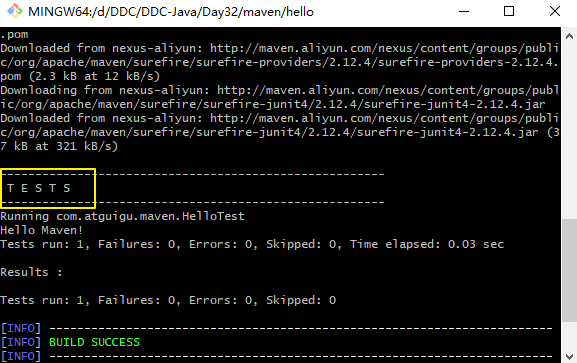 MINGW64:/d/DDC/DDC-Java/Day32/maven/hello
.pom
Downloaded from nexus-aliyun: http://maven.aliyun.com/nexus/content/groups/publi
c/org/apache/maven/surefire/surefire-providers/2.12.4/surefire-providers-2.12.4.
pom (2.3 kB at 12 kB/s)
Downloading from nexus-aliyun: http://maven.aliyun.com/nexus/content/groups/publ
ic/org/apache/maven/surefire/surefire-junit4/2.12.4/surefire-junit4-2.12.4.jar
Downloaded from nexus-aliyun: http://maven.aliyun.com/nexus/content/groups/publi
c/org/apache/maven/surefire/surefire-junit4/2.12.4/surefire-junit4-2.12.4.jar (3
7 kB at 321 kB/s)
-------------------------------------------------------
T E S T S
-------------------------------------------------------
Running com.atguigu.maven.HelloTest
Hello Maven!
Tests run: 1, Failures: 0, Errors: 0, Skipped: 0, Time elapsed: 0.03 sec
Results :
Tests run: 1, Failures: 0, Errors: 0, Skipped: 0
[INFO] ------------------------------------------------------------------------
[INFO] BUILD SUCCESS
[INFO] ------------------------------------------------------------------------